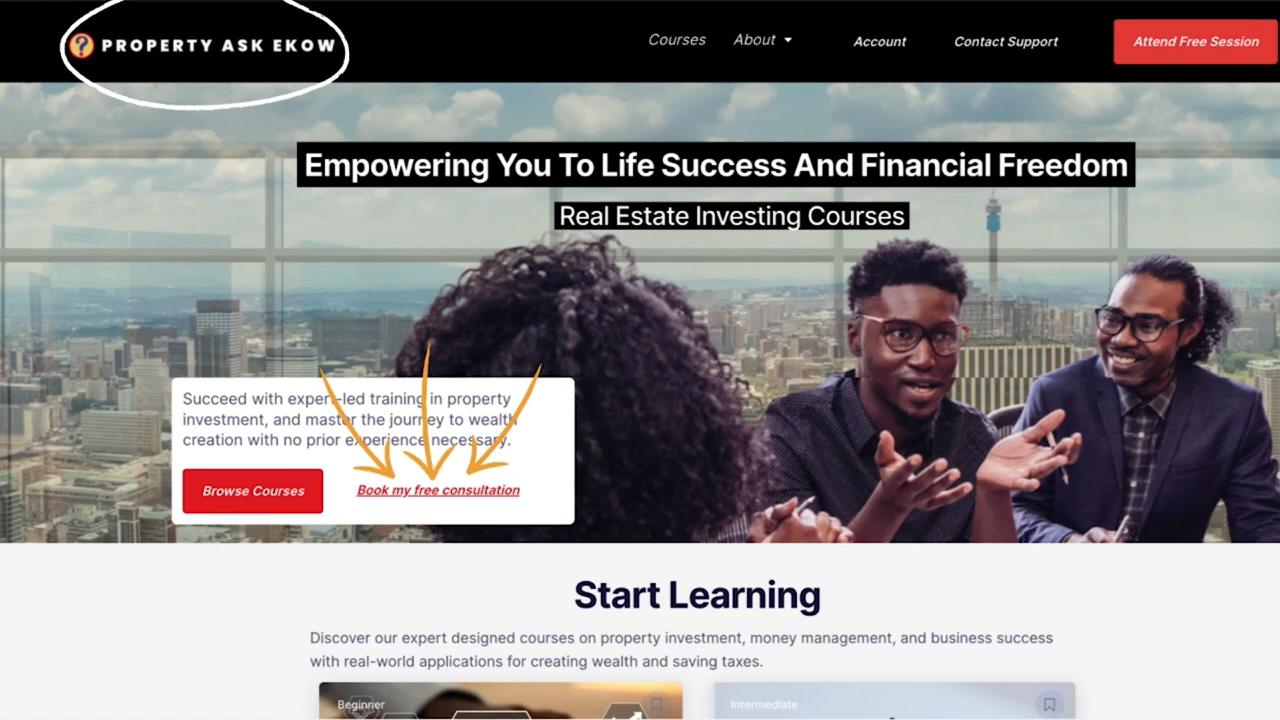 PROPERTY ASK EKOW
Courses
About
Account
Contact Support
Attend Free Session
Empowering You To Life Success And Financial Freedom
Real Estate Investing Courses
Succeed with expert-led training in property
investment, and master the journey to wealth
creation with no prior experience necessary.
Browse Courses
Book my free consultation
Start Learning
Discover our expert designed courses on property investment, money management, and business success
with real-world applications for creating wealth and saving taxes.
Beginner
Intermediate